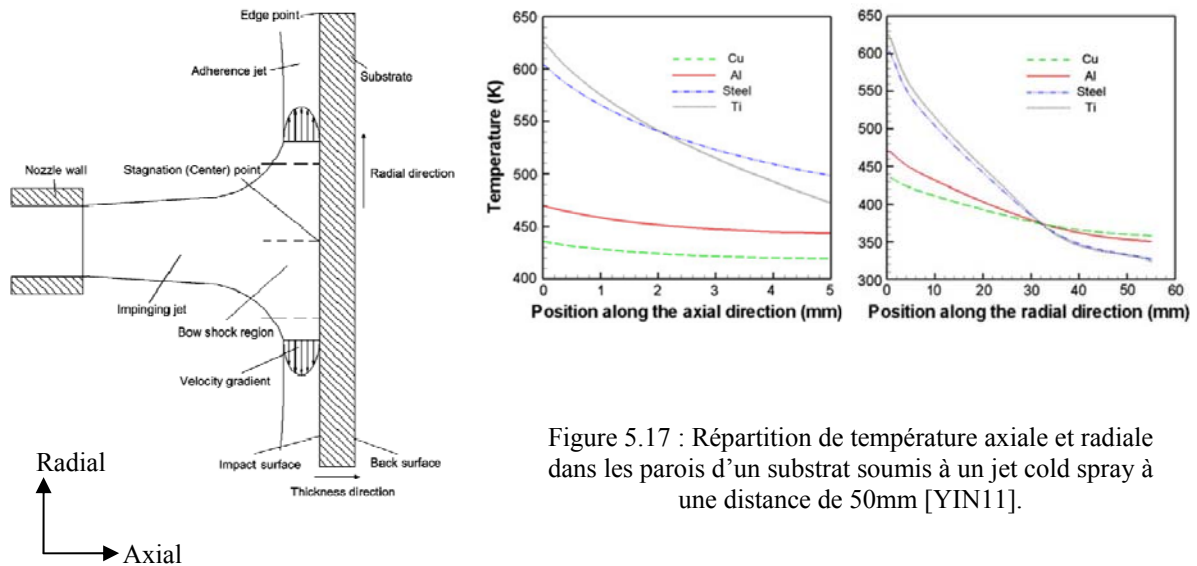 Edge point
Adherence jet
Substrate
Stagnation (Center) point
Nozzle wall
Radial direction
Impinging jet
Bow shock region
Velocity gradient
Impact surface
Back surface
Thickness direction
Radial
Axial
650
600
550
500
450
400
Temperature (K)
Cu
Al
Steel
Ti
0 1 2 3 4 5
Position along the axial direction (mm)
650
600
550
500
450
400
350
300
Cu
Al
Steel
Ti
0 10 20 30 40 50 60
Position along the radial direction (mm)
Figure 5.17 : Répartition de température axiale et radiale
dans les parois d’un substrat soumis à un jet cold spray à
une distance de 50mm [YIN11].